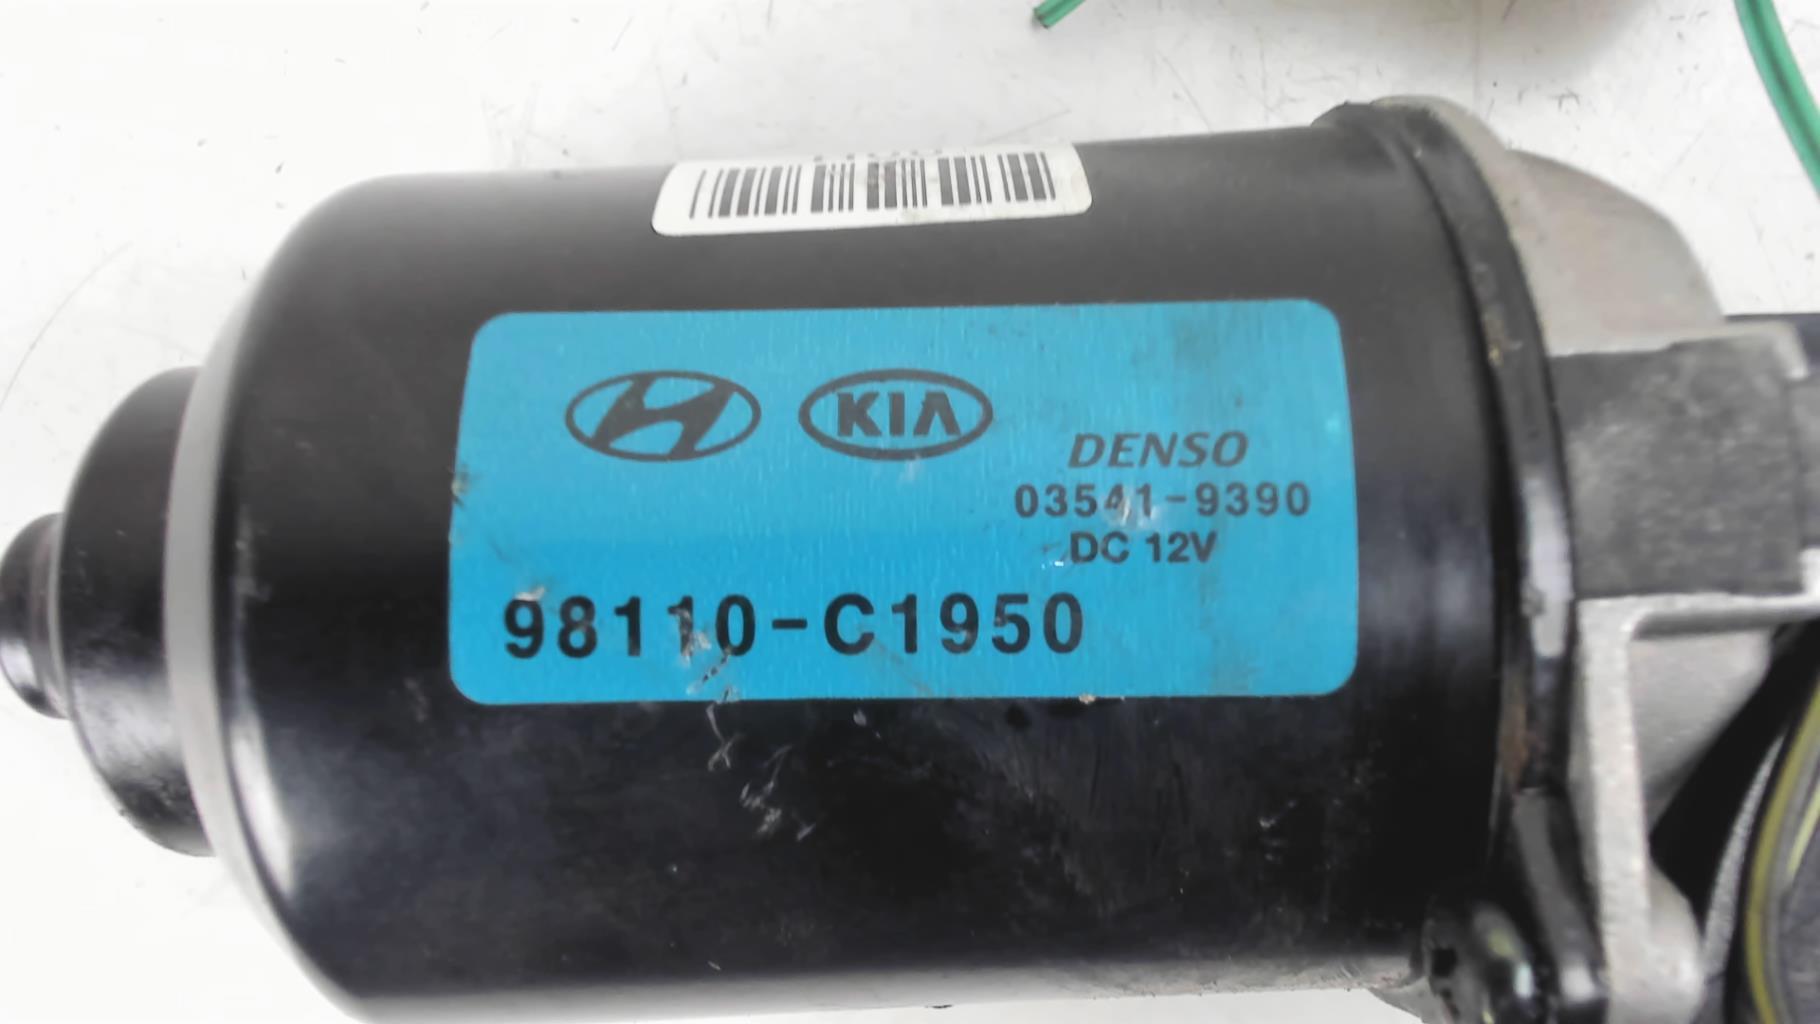 KIA
DENSO
03541-9390
DC 12V
98110-C1950